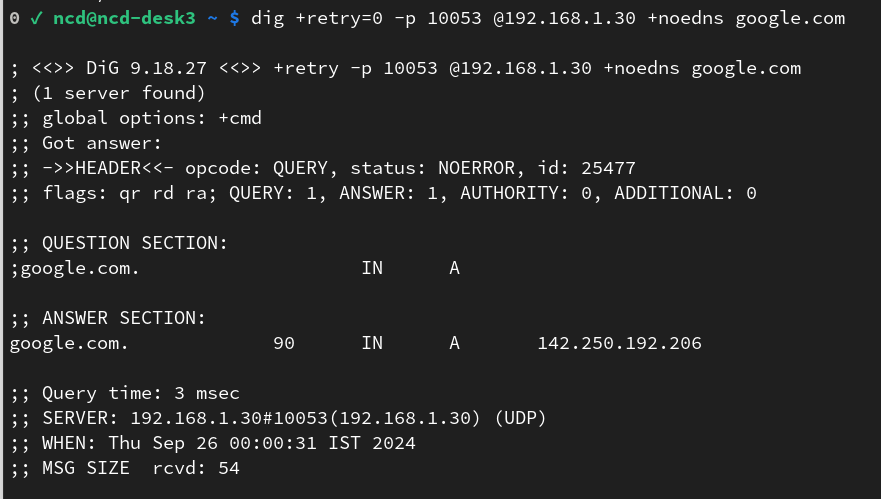 0 ✓ ncd@ncd-desk3 ~ $ dig +retry=0 -p 10053 @192.168.1.30 +noedns google.com

; <<>> DiG 9.18.27 <<>> +retry -p 10053 @192.168.1.30 +noedns google.com
; (1 server found)
;; global options: +cmd
;; Got answer:
;; ->>HEADER<<- opcode: QUERY, status: NOERROR, id: 25477
;; flags: qr rd ra; QUERY: 1, ANSWER: 1, AUTHORITY: 0, ADDITIONAL: 0

;; QUESTION SECTION:
;google.com.			IN	A

;; ANSWER SECTION:
google.com.		90	IN	A	142.250.192.206

;; Query time: 3 msec
;; SERVER: 192.168.1.30#10053(192.168.1.30) (UDP)
;; WHEN: Thu Sep 26 00:00:31 IST 2024
;; MSG SIZE  rcvd: 54